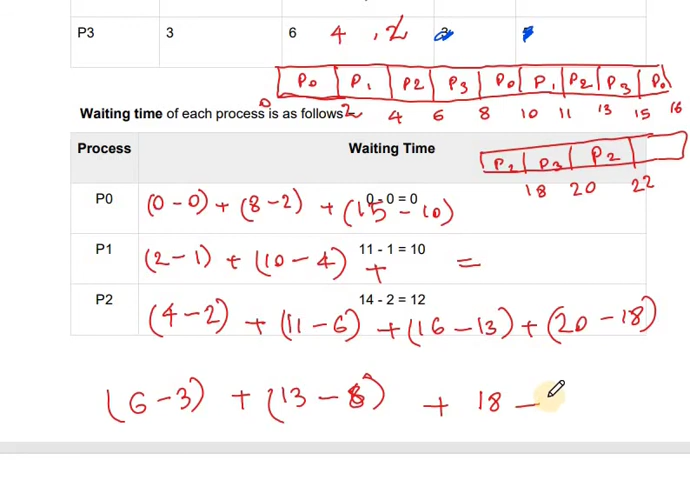 P3 3 6 4 , 2
P0 P1 P2 P3 P0 P1 P2 P3 P0
0 2 4 6 8 10 11 13 15 16
Waiting time of each process is as follows
P2 P3 P2
18 20 22
Process Waiting Time
P0 0 - 0 = 0
(0 - 0) + (8 - 2) + (15 - 10)
P1 11 - 1 = 10
(2 - 1) + (10 - 4) + =
P2 14 - 2 = 12
(4 - 2) + (11 - 6) + (16 - 13) + (20 - 18)
(6 - 3) + (13 - 8) + 18 -